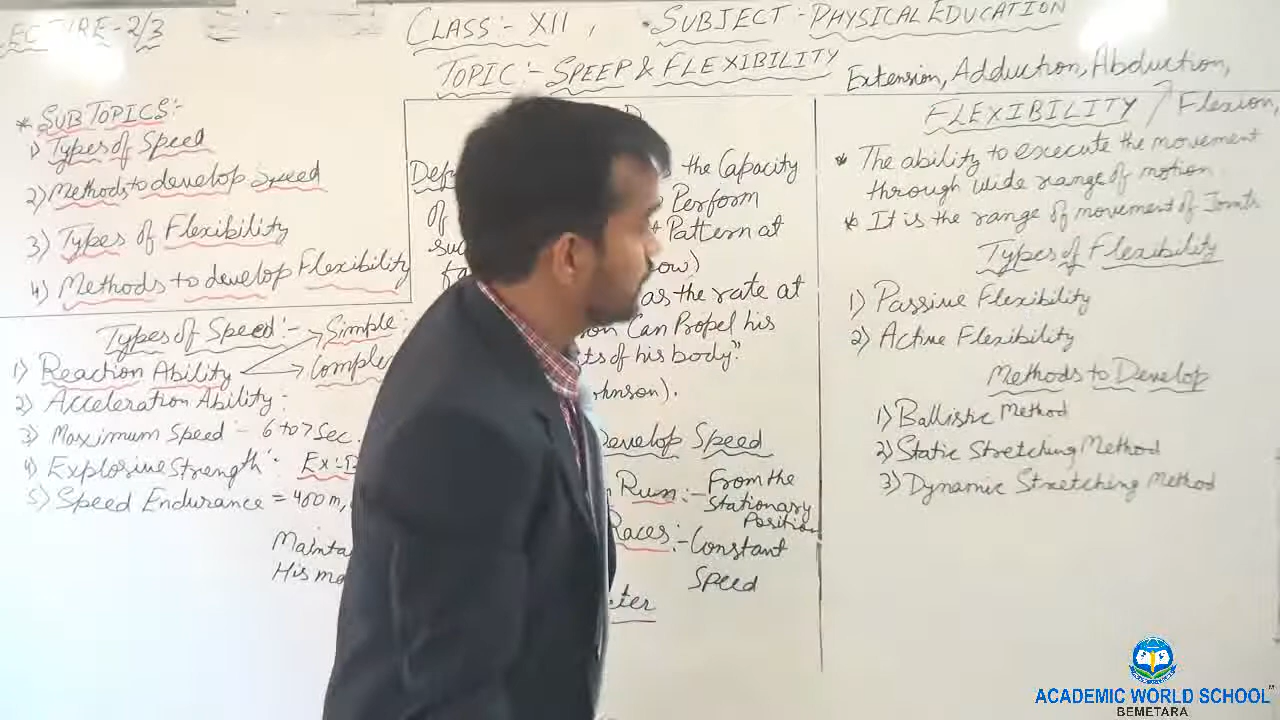 LECTURE-2/3
CLASS:- XII, SUBJECT-PHYSICAL EDUCATION
TOPIC:- SPEEP & FLEXIBILITY
Extension, Adduction, Abduction,
* SUBTOPICS:-
1) Types of Speed
2) Methods to develop Speed
3) Types of Flexibility
4) Methods to develop Flexibility
Types of Speed:-
1) Reaction Ability
Simple:
2) Acceleration Ability:
3) Maximum Speed:- 6 to 7 Sec.
4) Explosive Strength:
Ex:-
5) Speed Endurance = 400m,
His
the Capacity
of Perform
Pattern at
as the rate at
Can Propel his
of his body".
Johnson).
Develop Speed
Run:- From the
Stationary
Position
Races:- Constant
Speed
FLEXIBILITY
Flexion,
* The ability to execute the movement
through wide range of motion.
* It is the range of movement of Joints
Types of Flexibility
1) Passive Flexibility
2) Active Flexibility
Methods to Develop
1) Ballistic Method
2) Static Stretching Method
3) Dynamic Stretching Method
ACADEMIC WORLD SCHOOL
BEMETARA